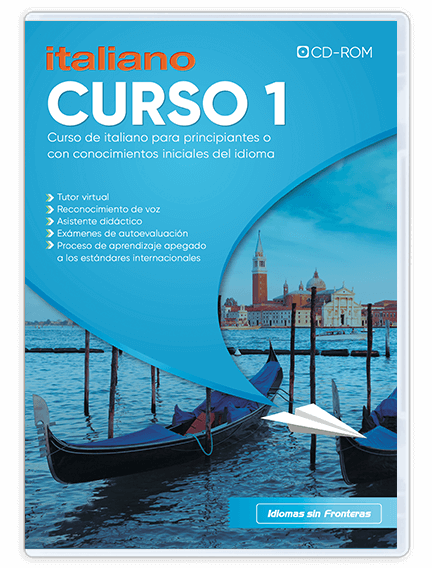 italiano
CD-ROM
CURSO 1
Curso de italiano para principiantes o
con conocimientos iniciales del idioma
Tutor virtual
Reconocimiento de voz
Asistente didáctico
Exámenes de autoevaluación
Proceso de aprendizaje apegado
a los estándares internacionales
Idiomas sin Fronteras